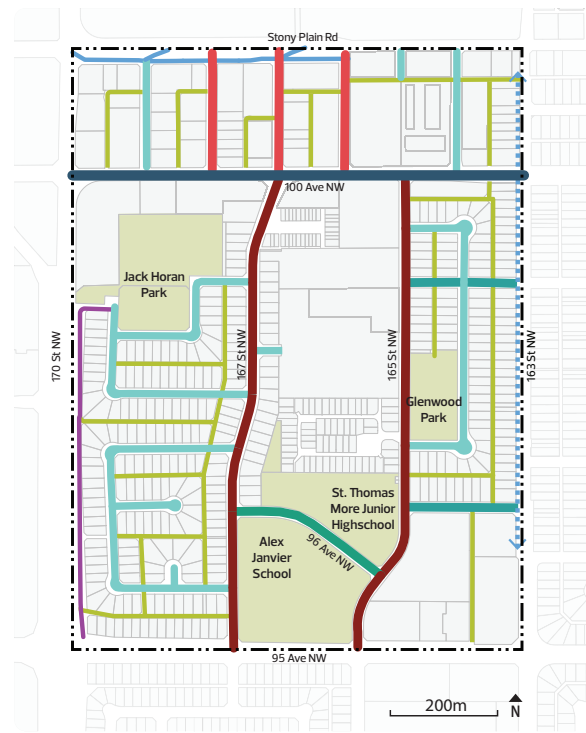 Stony Plain Rd
100 Ave NW
Jack Horan
Park
170 St NW
167 St NW
165 St NW
163 St NW
Glenwood
Park
St. Thomas
More Junior
Highschool
96 Ave NW
Alex
Janvier
School
95 Ave NW
200m
N